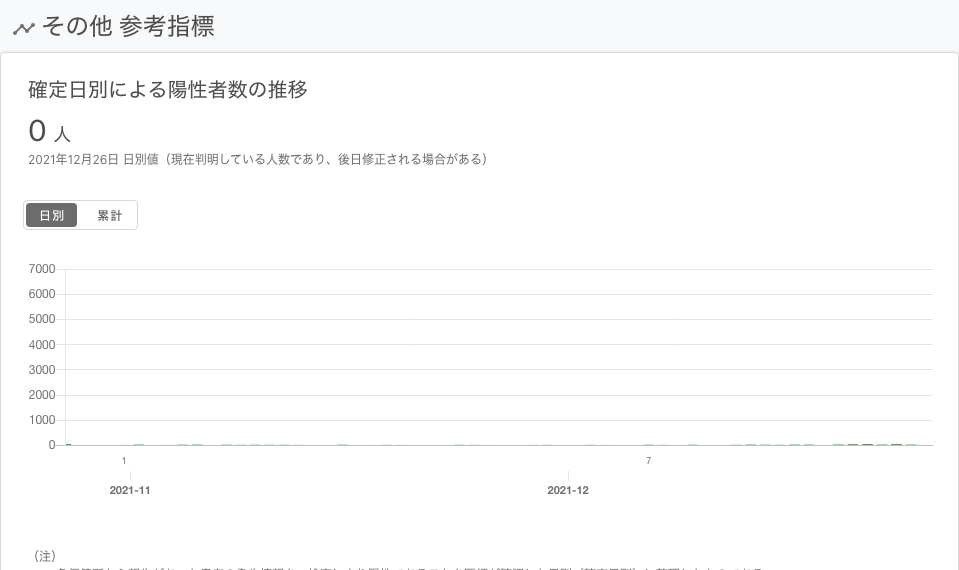 その他 参考指標
確定日別による陽性者数の推移
0 人
2021年12月26日 日別値（現在判明している人数であり、後日修正される場合がある）
日別 累計
7000
6000
5000
4000
3000
2000
1000
0
1 7
2021-11 2021-12
（注）